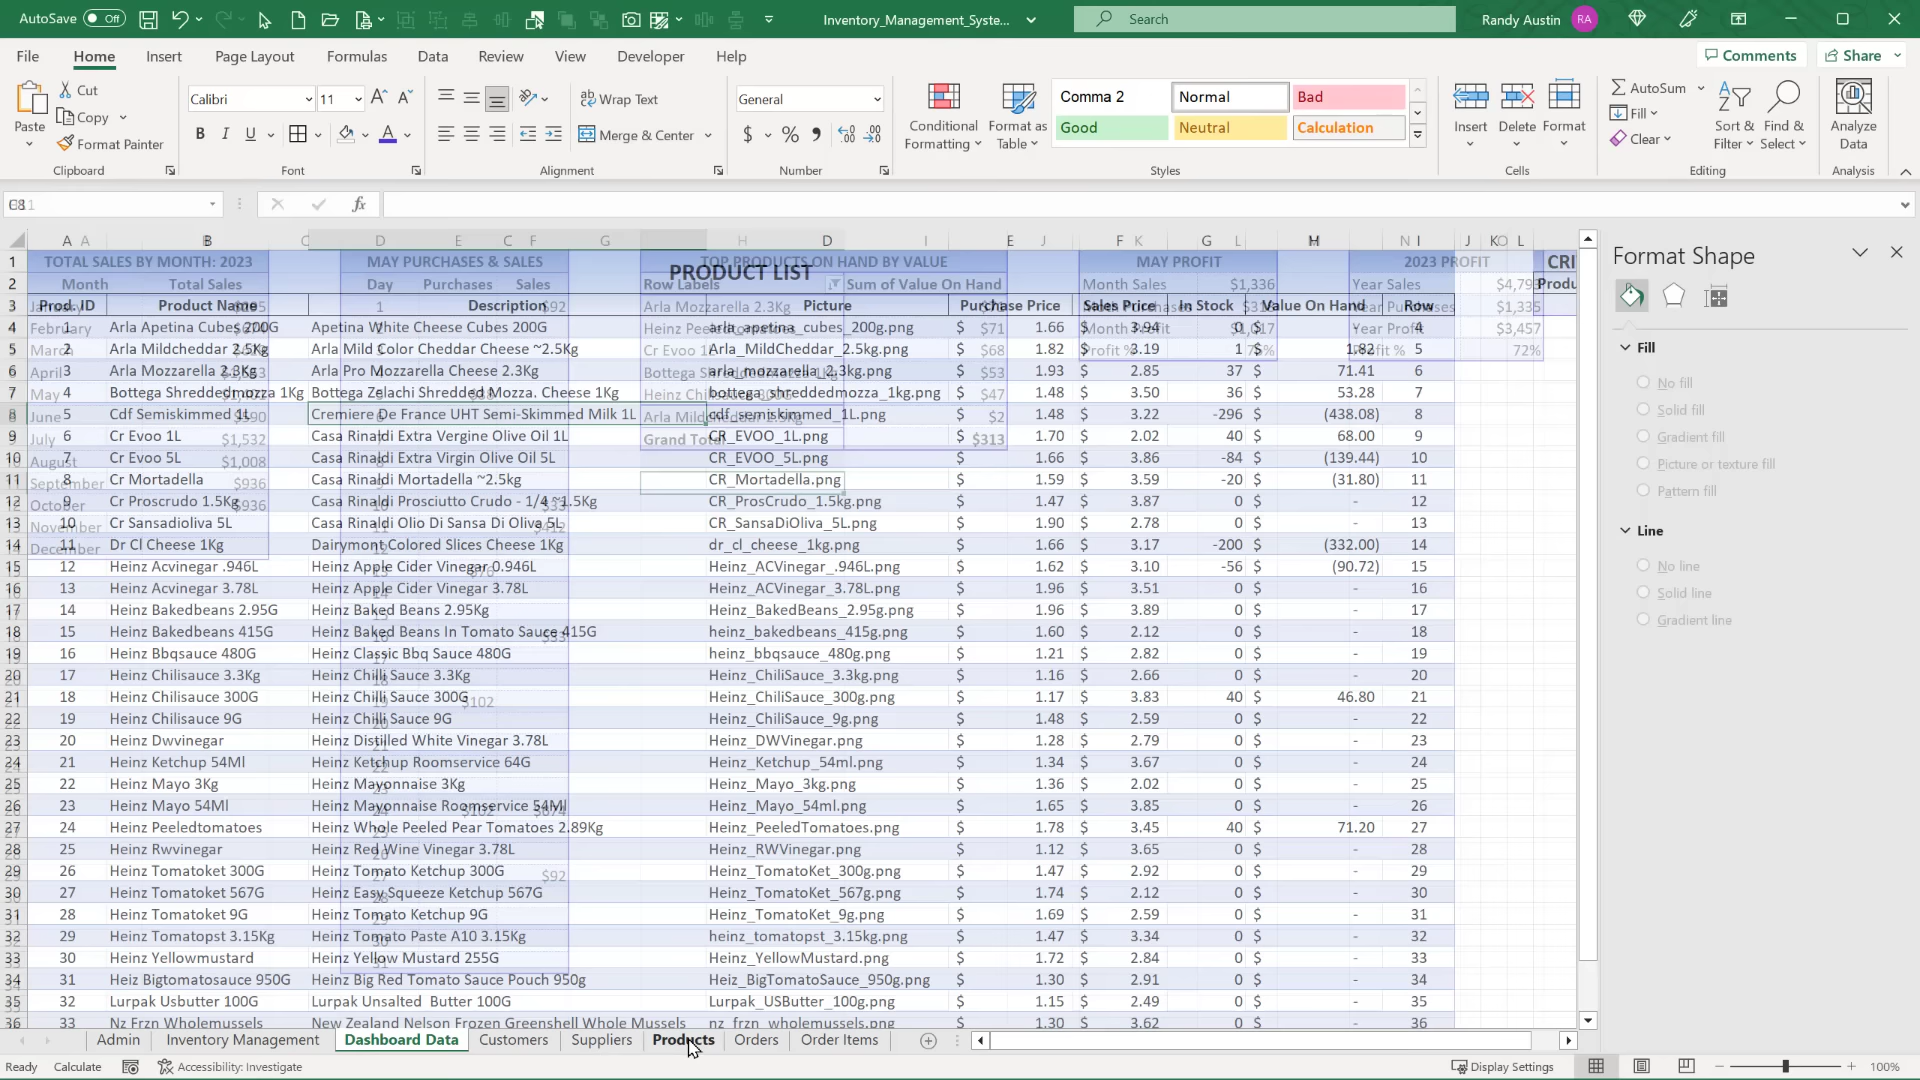 AutoSave Off Inventory_Management_Syste... Search Randy Austin RA
File Home Insert Page Layout Formulas Data Review View Developer Help Comments Share
Paste Cut Copy Format Painter Clipboard
Calibri 11 B I U Font
Wrap Text Merge & Center Alignment
General $ % Number
Conditional Formatting Format as Table Comma 2 Normal Bad Good Neutral Calculation Styles
Insert Delete Format Cells
AutoSum Fill Clear Sort & Filter Find & Select Editing
Analyze Data Analysis
fx
TOTAL SALES BY MONTH: 2023 MAY PURCHASES & SALES TOP PRODUCTS ON HAND BY VALUE MAY PROFIT 2023 PROFIT CRI
Month Total Sales Day Purchases Sales Row Labels Sum of Value On Hand Month Sales $1,336 Year Sales Produ
PRODUCT LIST
Prod. ID Product Name Description Picture Purchase Price Sales Price In Stock Value On Hand Row
1 Arla Apetina Cubes 200G Apetina White Cheese Cubes 200G arla_apetina_cubes_200g.png $ 1.66 $ 3.94 0 $ - 4
2 Arla Mildcheddar 2.5Kg Arla Mild Color Cheddar Cheese ~2.5Kg Arla_MildCheddar_2.5kg.png $ 1.82 $ 3.19 1 $ 1.82 5
3 Arla Mozzarella 2.3Kg Arla Pro Mozzarella Cheese 2.3Kg arla_mozzarella_2.3kg.png $ 1.93 $ 2.85 37 $ 71.41 6
4 Bottega Shreddedmozza 1Kg Bottega Zelachi Shredded Mozza. Cheese 1Kg bottega_shreddedmozza_1kg.png $ 1.48 $ 3.50 36 $ 53.28 7
5 Cdf Semiskimmed 1L Cremiere De France UHT Semi-Skimmed Milk 1L cdf_semiskimmed_1L.png $ 1.48 $ 3.22 -296 $ (438.08) 8
6 Cr Evoo 1L Casa Rinaldi Extra Vergine Olive Oil 1L CR_EVOO_1L.png $ 1.70 $ 2.02 40 $ 68.00 9
7 Cr Evoo 5L Casa Rinaldi Extra Virgin Olive Oil 5L CR_EVOO_5L.png $ 1.66 $ 3.86 -84 $ (139.44) 10
8 Cr Mortadella Casa Rinaldi Mortadella ~2.5kg CR_Mortadella.png $ 1.59 $ 3.59 -20 $ (31.80) 11
9 Cr Proscrudo 1.5Kg Casa Rinaldi Prosciutto Crudo - 1/4 ~1.5Kg CR_ProsCrudo_1.5kg.png $ 1.47 $ 3.87 0 $ - 12
10 Cr Sansadioliva 5L Casa Rinaldi Olio Di Sansa Di Oliva 5L CR_SansaDiOliva_5L.png $ 1.90 $ 2.78 0 $ - 13
11 Dr Cl Cheese 1Kg Dairymont Colored Slices Cheese 1Kg dr_cl_cheese_1kg.png $ 1.66 $ 3.17 -200 $ (332.00) 14
12 Heinz Acvinegar .946L Heinz Apple Cider Vinegar 0.946L Heinz_ACVinegar_.946L.png $ 1.62 $ 3.10 -56 $ (90.72) 15
13 Heinz Acvinegar 3.78L Heinz Apple Cider Vinegar 3.78L Heinz_ACVinegar_3.78L.png $ 1.96 $ 3.51 0 $ - 16
14 Heinz Bakedbeans 2.95G Heinz Baked Beans 2.95Kg Heinz_BakedBeans_2.95g.png $ 1.96 $ 3.89 0 $ - 17
15 Heinz Bakedbeans 415G Heinz Baked Beans In Tomato Sauce 415G heinz_bakedbeans_415g.png $ 1.60 $ 2.12 0 $ - 18
16 Heinz Bbqsauce 480G Heinz Classic Bbq Sauce 480G heinz_bbqsauce_480g.png $ 1.21 $ 2.82 0 $ - 19
17 Heinz Chilisauce 3.3Kg Heinz Chilli Sauce 3.3Kg Heinz_ChiliSauce_3.3kg.png $ 1.16 $ 2.66 0 $ - 20
18 Heinz Chilisauce 300G Heinz Chilli Sauce 300G Heinz_ChiliSauce_300g.png $ 1.17 $ 3.83 40 $ 46.80 21
19 Heinz Chilisauce 9G Heinz Chilli Sauce 9G Heinz_ChiliSauce_9g.png $ 1.48 $ 2.59 0 $ - 22
20 Heinz Dwvinegar Heinz Distilled White Vinegar 3.78L Heinz_DWVinegar.png $ 1.28 $ 2.79 0 $ - 23
21 Heinz Ketchup 54Ml Heinz Ketchup Roomservice 64G Heinz_Ketchup_54ml.png $ 1.34 $ 3.67 0 $ - 24
22 Heinz Mayo 3Kg Heinz Mayonnaise 3Kg Heinz_Mayo_3kg.png $ 1.36 $ 2.02 0 $ - 25
23 Heinz Mayo 54Ml Heinz Mayonnaise Roomservice 54Ml Heinz_Mayo_54ml.png $ 1.65 $ 3.85 0 $ - 26
24 Heinz Peeledtomatoes Heinz Whole Peeled Pear Tomatoes 2.89Kg Heinz_PeeledTomatoes.png $ 1.78 $ 3.45 40 $ 71.20 27
25 Heinz Rwvinegar Heinz Red Wine Vinegar 3.78L Heinz_RWVinegar.png $ 1.12 $ 3.65 0 $ - 28
26 Heinz Tomatoket 300G Heinz Tomato Ketchup 300G Heinz_TomatoKet_300g.png $ 1.47 $ 2.92 0 $ - 29
27 Heinz Tomatoket 567G Heinz Easy Squeeze Ketchup 567G Heinz_TomatoKet_567g.png $ 1.74 $ 2.12 0 $ - 30
28 Heinz Tomatoket 9G Heinz Tomato Ketchup 9G Heinz_TomatoKet_9g.png $ 1.69 $ 2.59 0 $ - 31
29 Heinz Tomatopst 3.15Kg Heinz Tomato Paste A10 3.15Kg heinz_tomatopst_3.15kg.png $ 1.47 $ 3.34 0 $ - 32
30 Heinz Yellowmustard Heinz Yellow Mustard 255G Heinz_YellowMustard.png $ 1.72 $ 2.84 0 $ - 33
31 Heiz Bigtomatosauce 950G Heinz Big Red Tomato Sauce Pouch 950g Heiz_BigTomatoSauce_950g.png $ 1.30 $ 2.91 0 $ - 34
32 Lurpak Usbutter 100G Lurpak Unsalted Butter 100G Lurpak_USButter_100g.png $ 1.15 $ 2.49 0 $ - 35
33 Nz Frzn Wholemussels New Zealand Nelson Frozen Greenshell Whole Mussels nz_frzn_wholemussels.png $ 1.30 $ 3.62 0 $ - 36
Format Shape
Fill
No fill
Solid fill
Gradient fill
Picture or texture fill
Pattern fill
Line
No line
Solid line
Gradient line
Admin Inventory Management Dashboard Data Customers Suppliers Products Orders Order Items
Ready Calculate Accessibility: Investigate Display Settings 100%